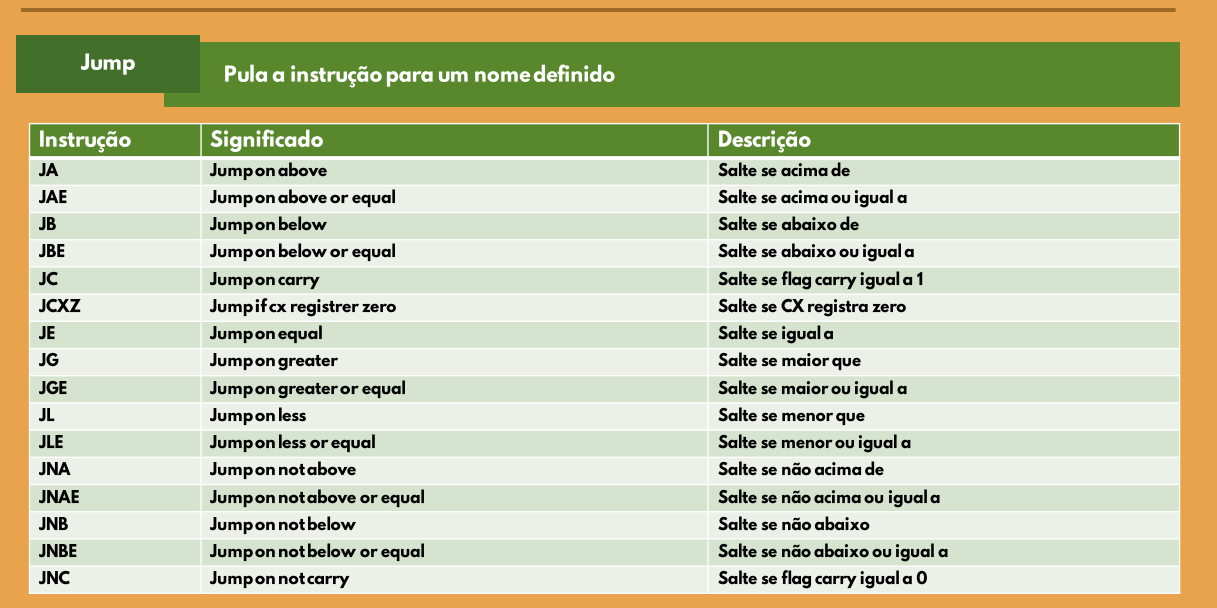 Jump
Pula a instrução para um nome definido
Instrução Significado Descrição
JA Jump on above Salte se acima de
JAE Jump on above or equal Salte se acima ou igual a
JB Jump on below Salte se abaixo de
JBE Jump on below or equal Salte se abaixo ou igual a
JC Jump on carry Salte se flag carry igual a 1
JCXZ Jump if cx registrer zero Salte se CX registra zero
JE Jump on equal Salte se igual a
JG Jump on greater Salte se maior que
JGE Jump on greater or equal Salte se maior ou igual a
JL Jump on less Salte se menor que
JLE Jump on less or equal Salte se menor ou igual a
JNA Jump on not above Salte se não acima de
JNAE Jump on not above or equal Salte se não acima ou igual a
JNB Jump on not below Salte se não abaixo
JNBE Jump on not below or equal Salte se não abaixo ou igual a
JNC Jump on not carry Salte se flag carry igual a 0